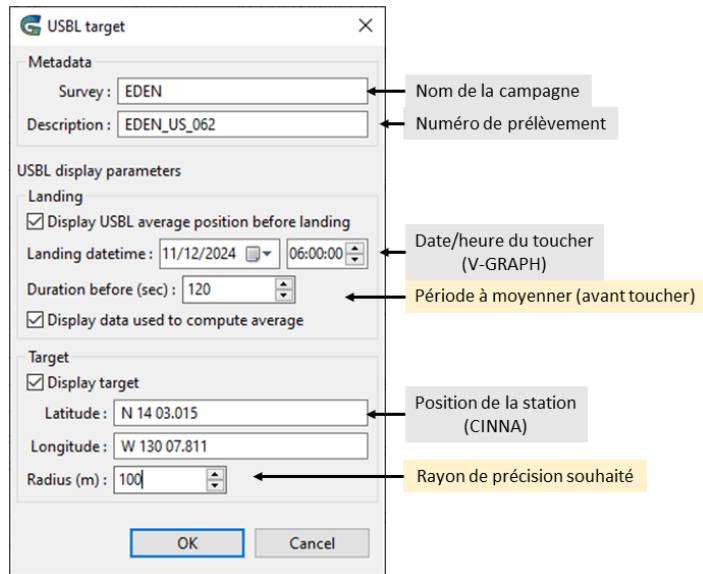 USBL target
Metadata
Survey : EDEN
Nom de la campagne
Description : EDEN_US_062
Numéro de prélèvement
USBL display parameters
Landing
Display USBL average position before landing
Landing datetime : 11/12/2024 06:00:00
Date/heure du toucher
(V-GRAPH)
Duration before (sec) : 120
Période à moyenner (avant toucher)
Display data used to compute average
Target
Display target
Latitude : N 14 03.015
Position de la station
(CINNA)
Longitude : W 130 07.811
Radius (m) : 100
Rayon de précision souhaité
OK Cancel